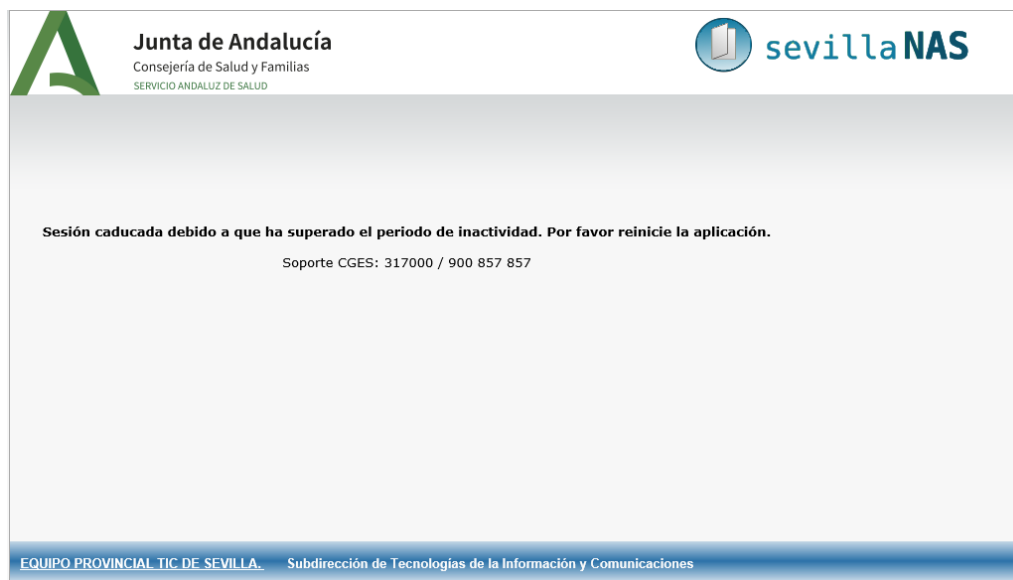 Junta de Andalucía
Consejería de Salud y Familias
SERVICIO ANDALUZ DE SALUD
sevillaNAS
Sesión caducada debido a que ha superado el periodo de inactividad. Por favor reinicie la aplicación.
Soporte CGES: 317000 / 900 857 857
EQUIPO PROVINCIAL TIC DE SEVILLA. Subdirección de Tecnologías de la Información y Comunicaciones